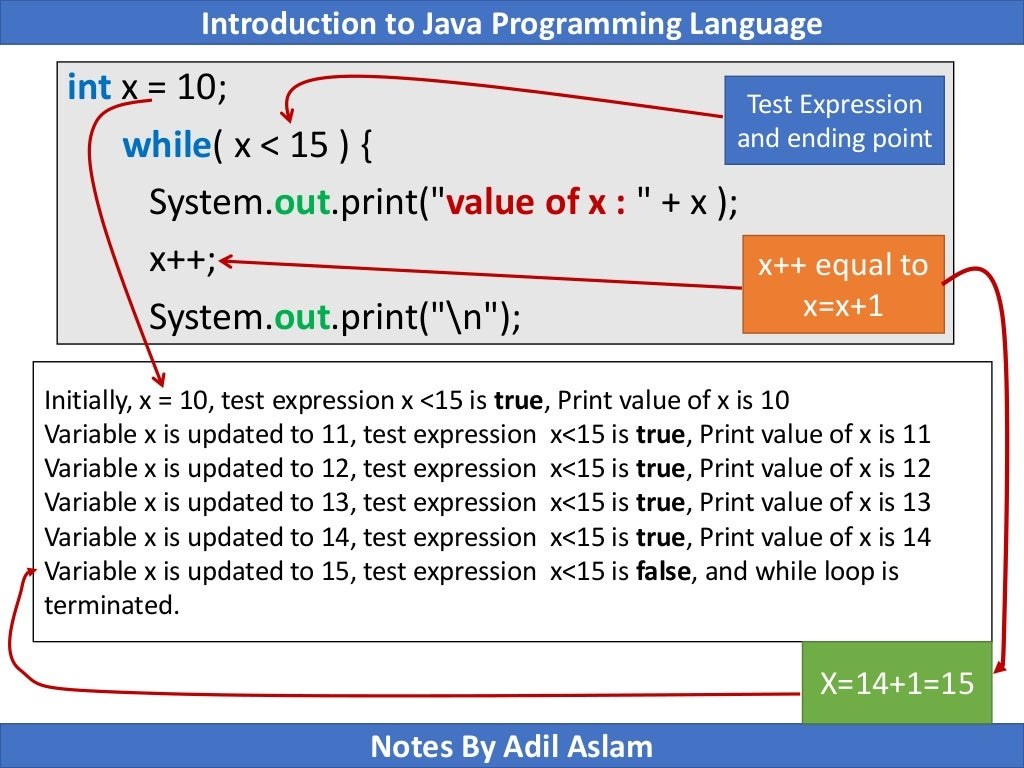 Introduction to Java Programming Language
int x = 10;
Test Expression
and ending point
while( x < 15 ) {
System.out.print("value of x : " + x );
x++;
x++ equal to
x=x+1
System.out.print("\n");
Initially, x = 10, test expression x <15 is true, Print value of x is 10
Variable x is updated to 11, test expression  x<15 is true, Print value of x is 11
Variable x is updated to 12, test expression  x<15 is true, Print value of x is 12
Variable x is updated to 13, test expression  x<15 is true, Print value of x is 13
Variable x is updated to 14, test expression  x<15 is true, Print value of x is 14
Variable x is updated to 15, test expression  x<15 is false, and while loop is
terminated.
X=14+1=15
Notes By Adil Aslam